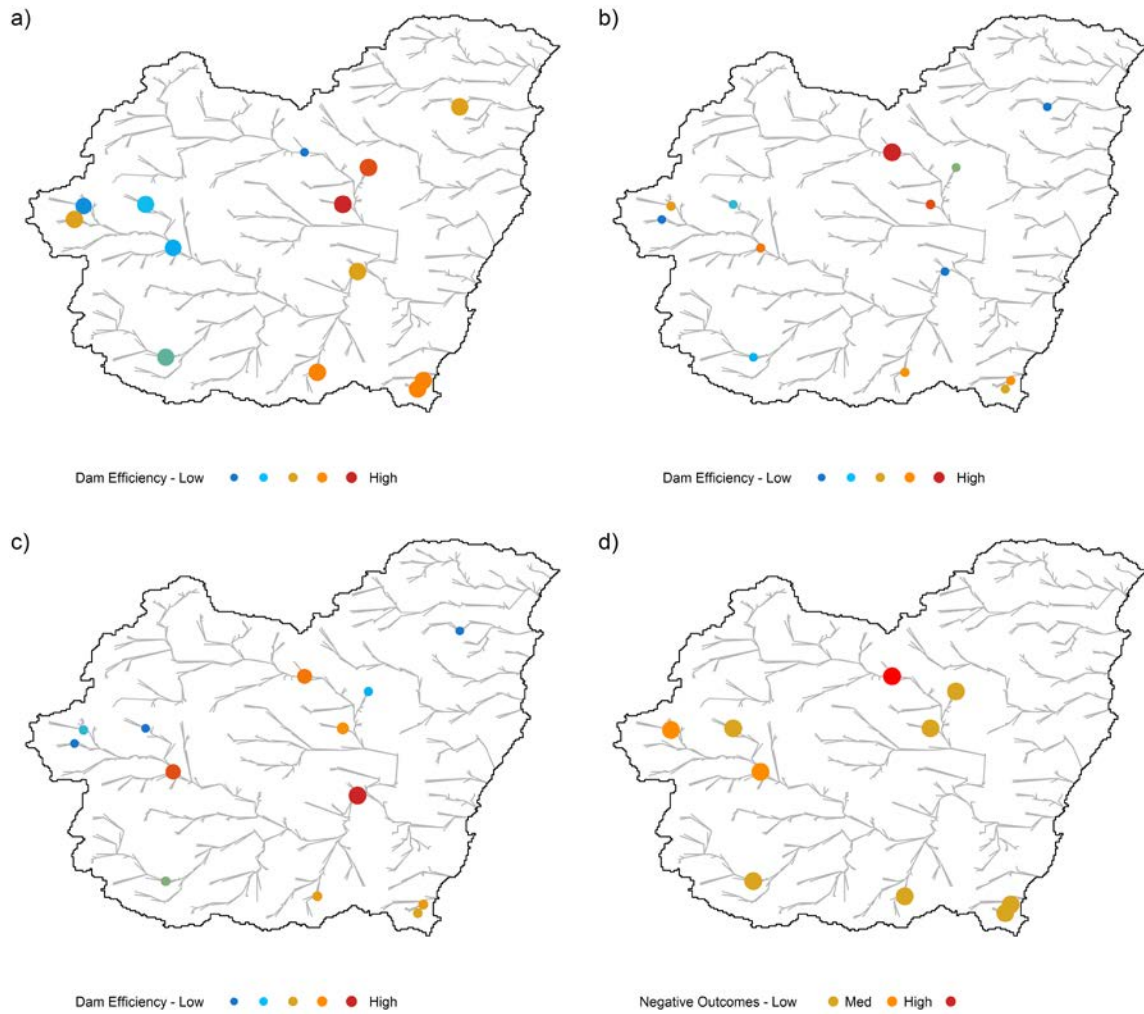 a)
b)
Dam Efficiency - Low High
Dam Efficiency - Low High
c)
d)
Dam Efficiency - Low High
Negative Outcomes - Low Med High